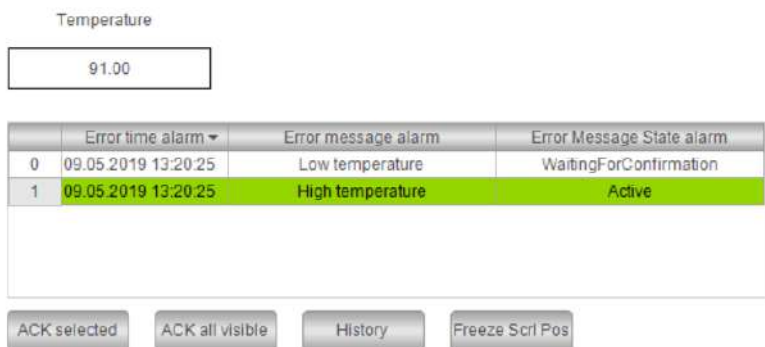 Temperature
91.00
Error time alarm Error message alarm Error Message State alarm
0 09.05.2019 13:20:25 Low temperature WaitingForConfirmation
1 09.05.2019 13:20:25 High temperature Active
ACK selected ACK all visible History Freeze Scrl Pos